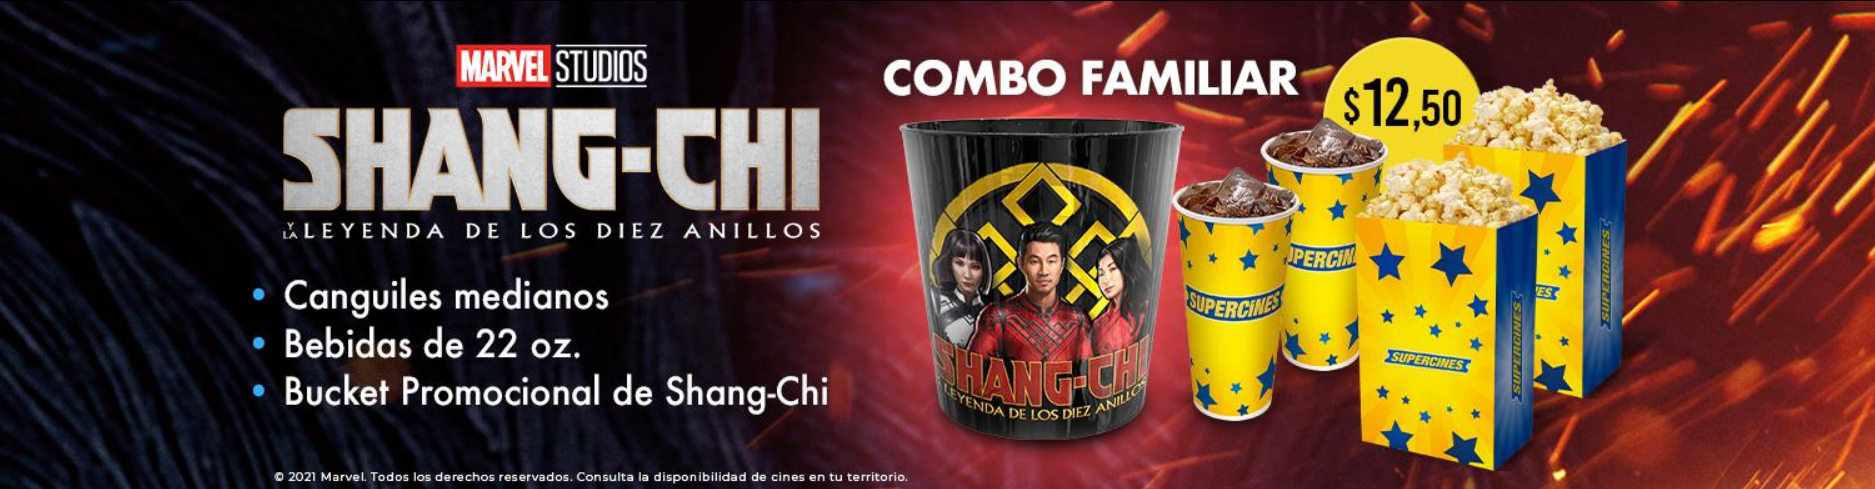 MARVEL STUDIOS
SHANG-CHI
Y LA LEYENDA DE LOS DIEZ ANILLOS
• Canguiles medianos
• Bebidas de 22 oz.
• Bucket Promocional de Shang-Chi
© 2021 Marvel. Todos los derechos reservados. Consulta la disponibilidad de cines en tu territorio.
COMBO FAMILIAR
$12,50
SHANG-CHI
LEYENDA DE LOS DIEZ ANILLOS
SUPERCINES
UPERCIN
SUPERCINES
SUPERCINES
ES
SUPERCINES